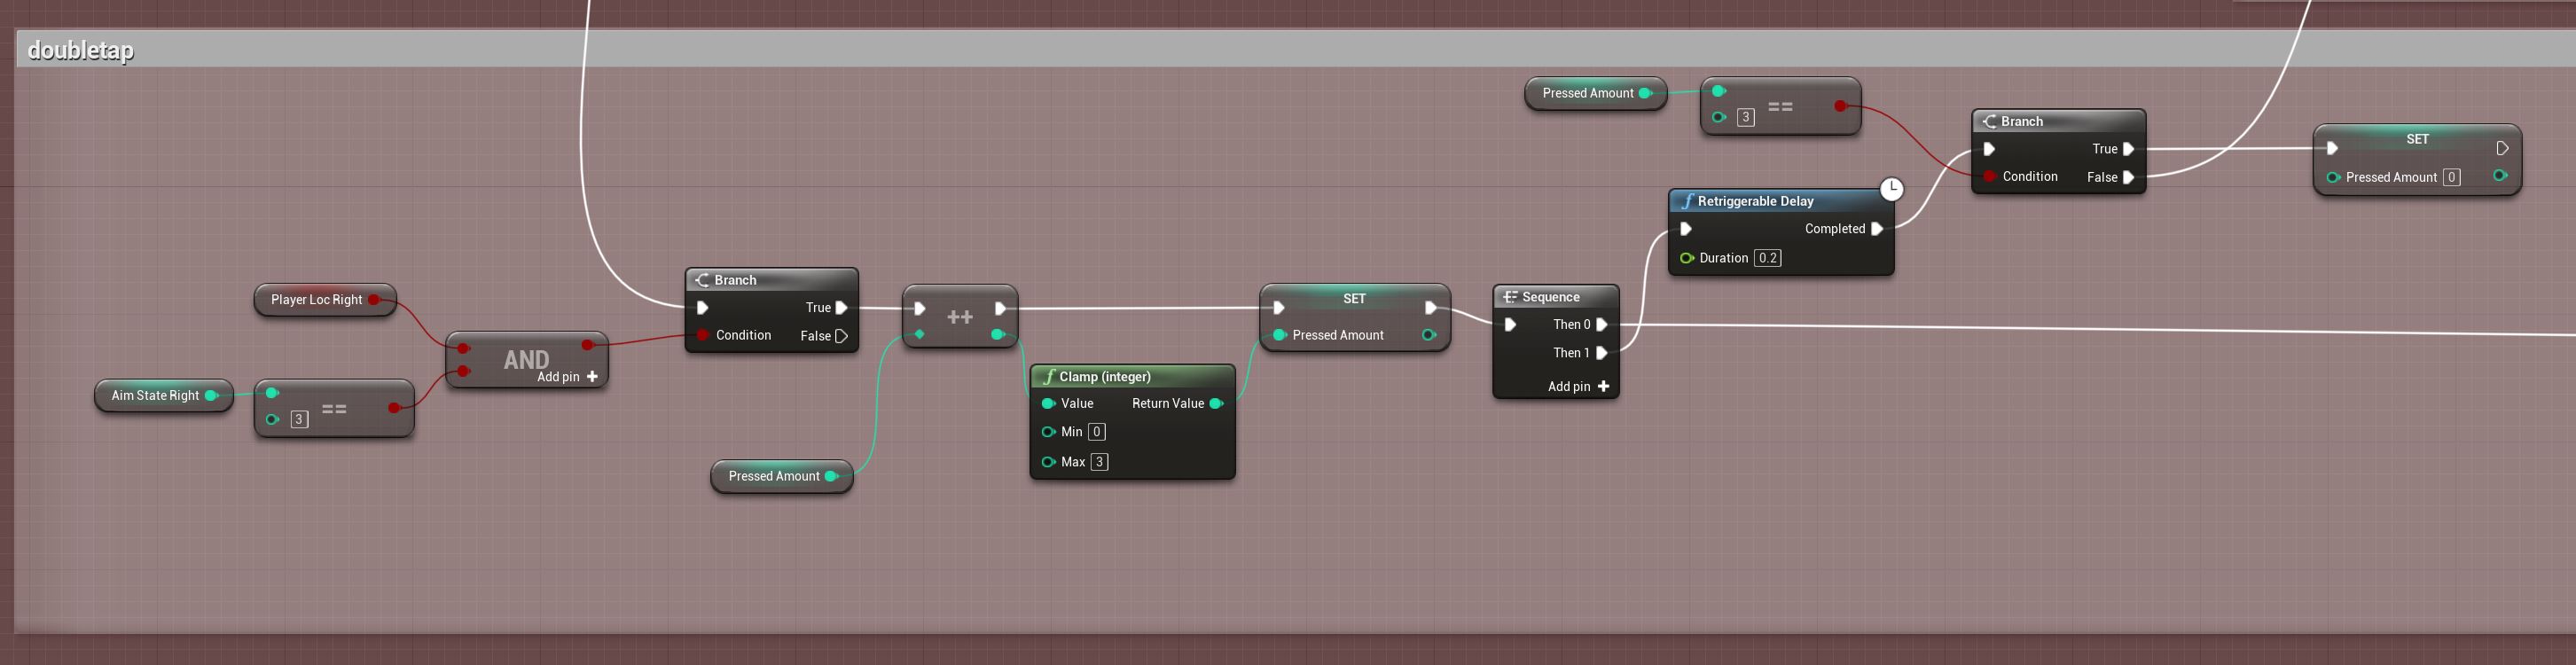 doubletap
Pressed Amount
3
==
Branch
True
Condition
False
SET
Pressed Amount 0
Retriggerable Delay
Completed
Duration 0.2
Player Loc Right
AND
Add pin +
Aim State Right
3
==
Branch
True
Condition
False
++
Pressed Amount
Clamp (integer)
Value
Return Value
Min 0
Max 3
SET
Pressed Amount
Sequence
Then 0
Then 1
Add pin +